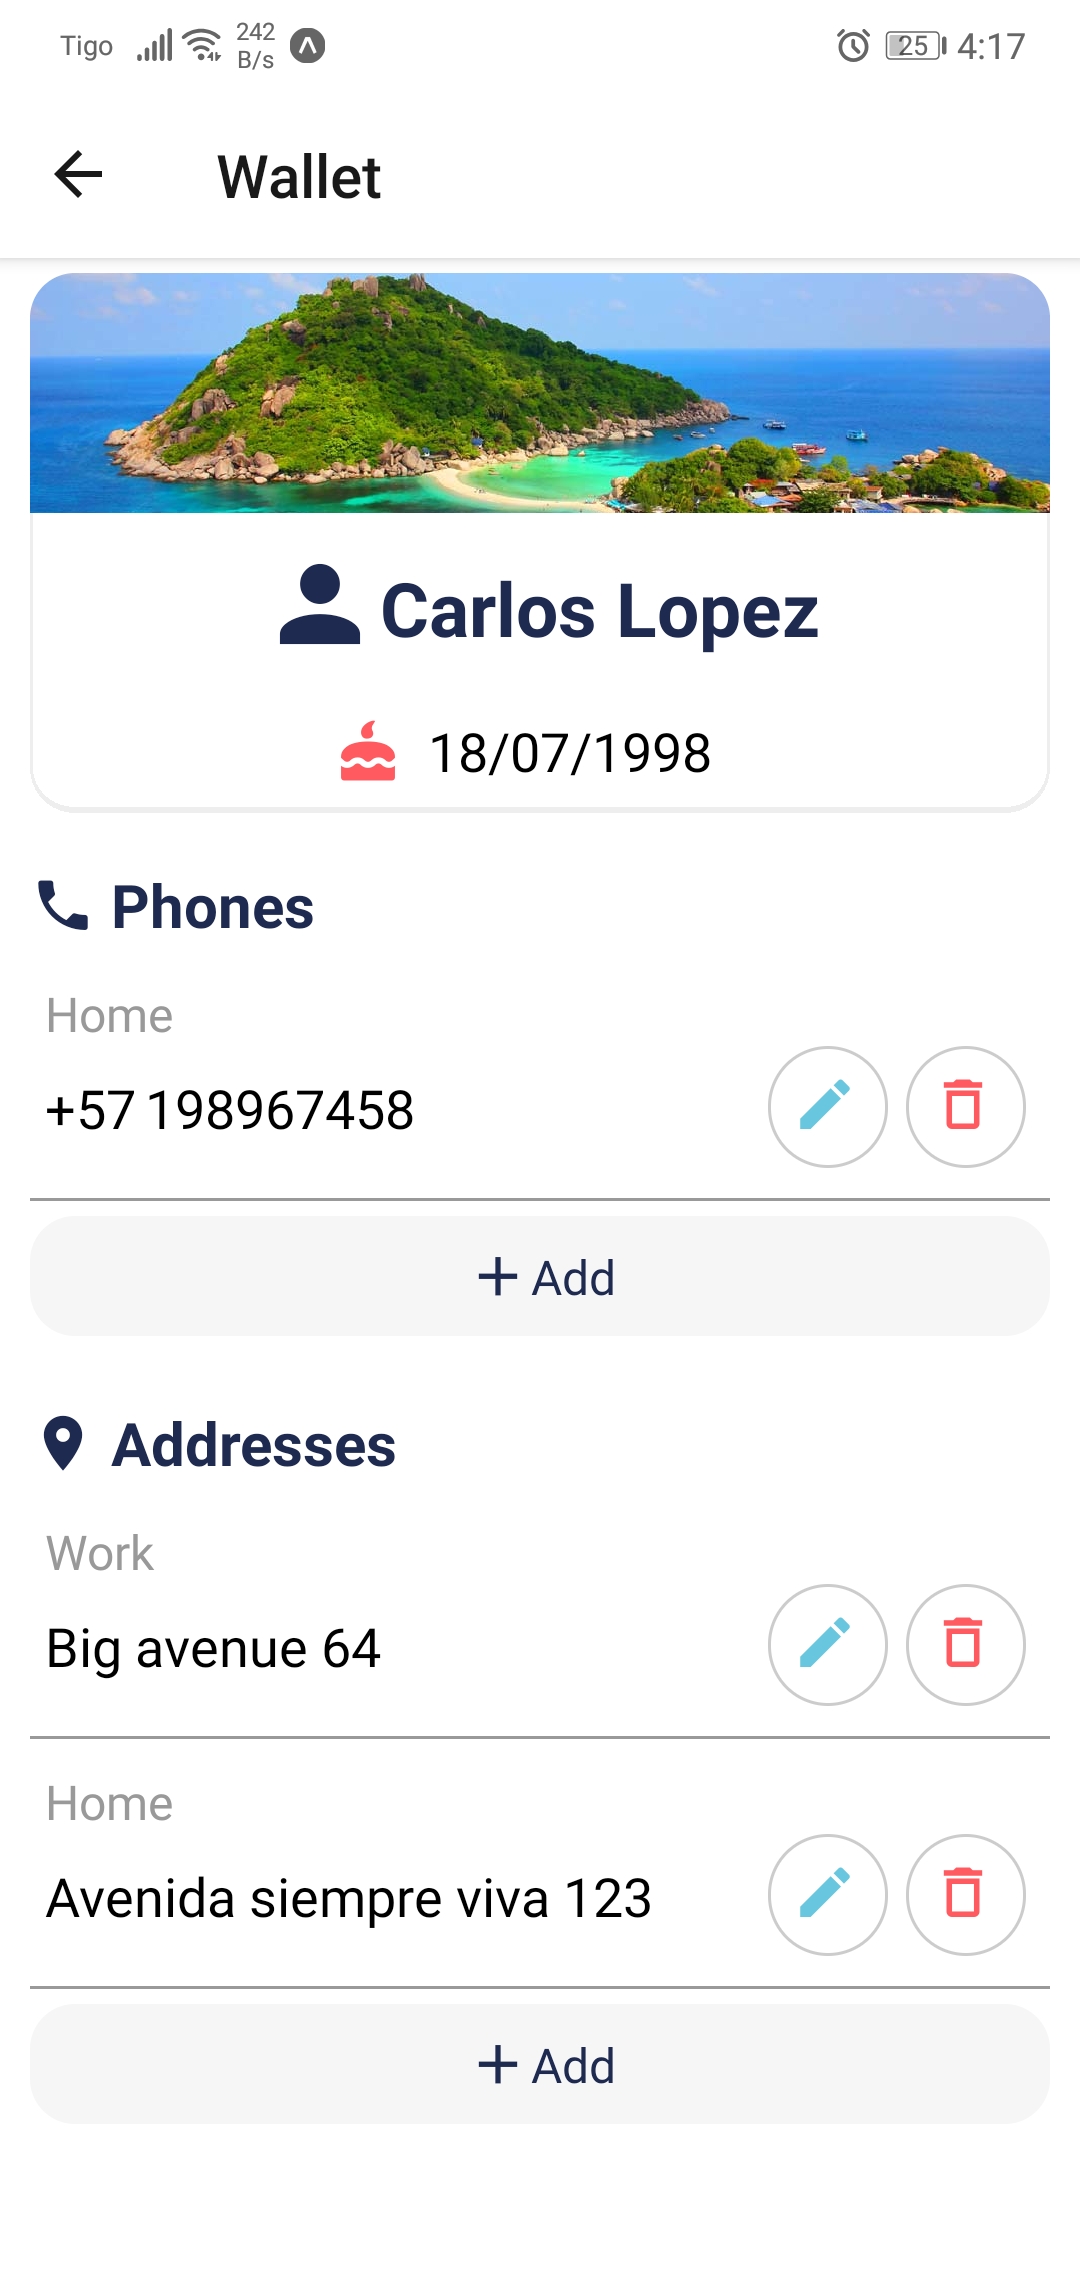 Tigo 242 B/s 25 4:17
Wallet
Carlos Lopez
18/07/1998
Phones
Home
+57 198967458
+ Add
Addresses
Work
Big avenue 64
Home
Avenida siempre viva 123
+ Add